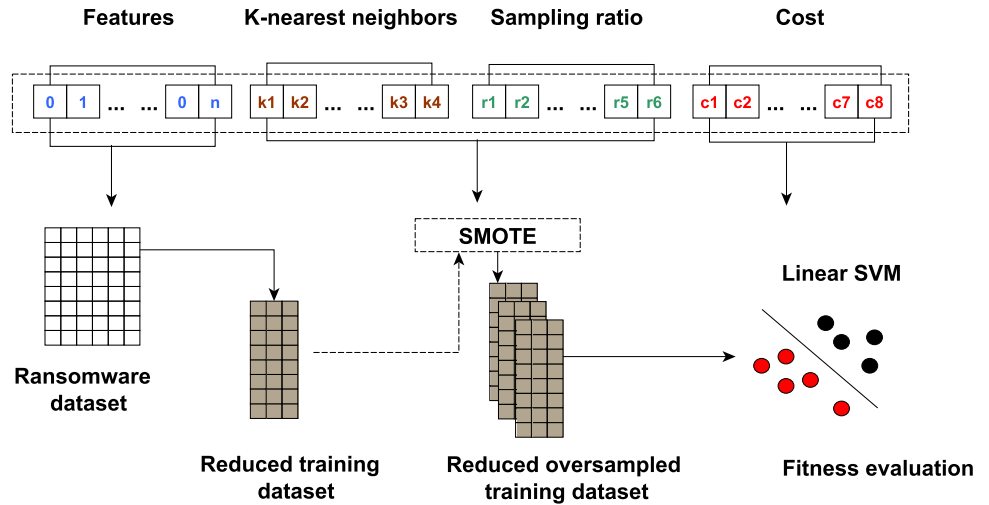 Features K-nearest neighbors Sampling ratio Cost
0 1 ... ... 0 n k1 k2 ... ... k3 k4 r1 r2 ... ... r5 r6 c1 c2 ... ... c7 c8
SMOTE
Linear SVM
Ransomware
dataset
Reduced training
dataset
Reduced oversampled
training dataset
Fitness evaluation